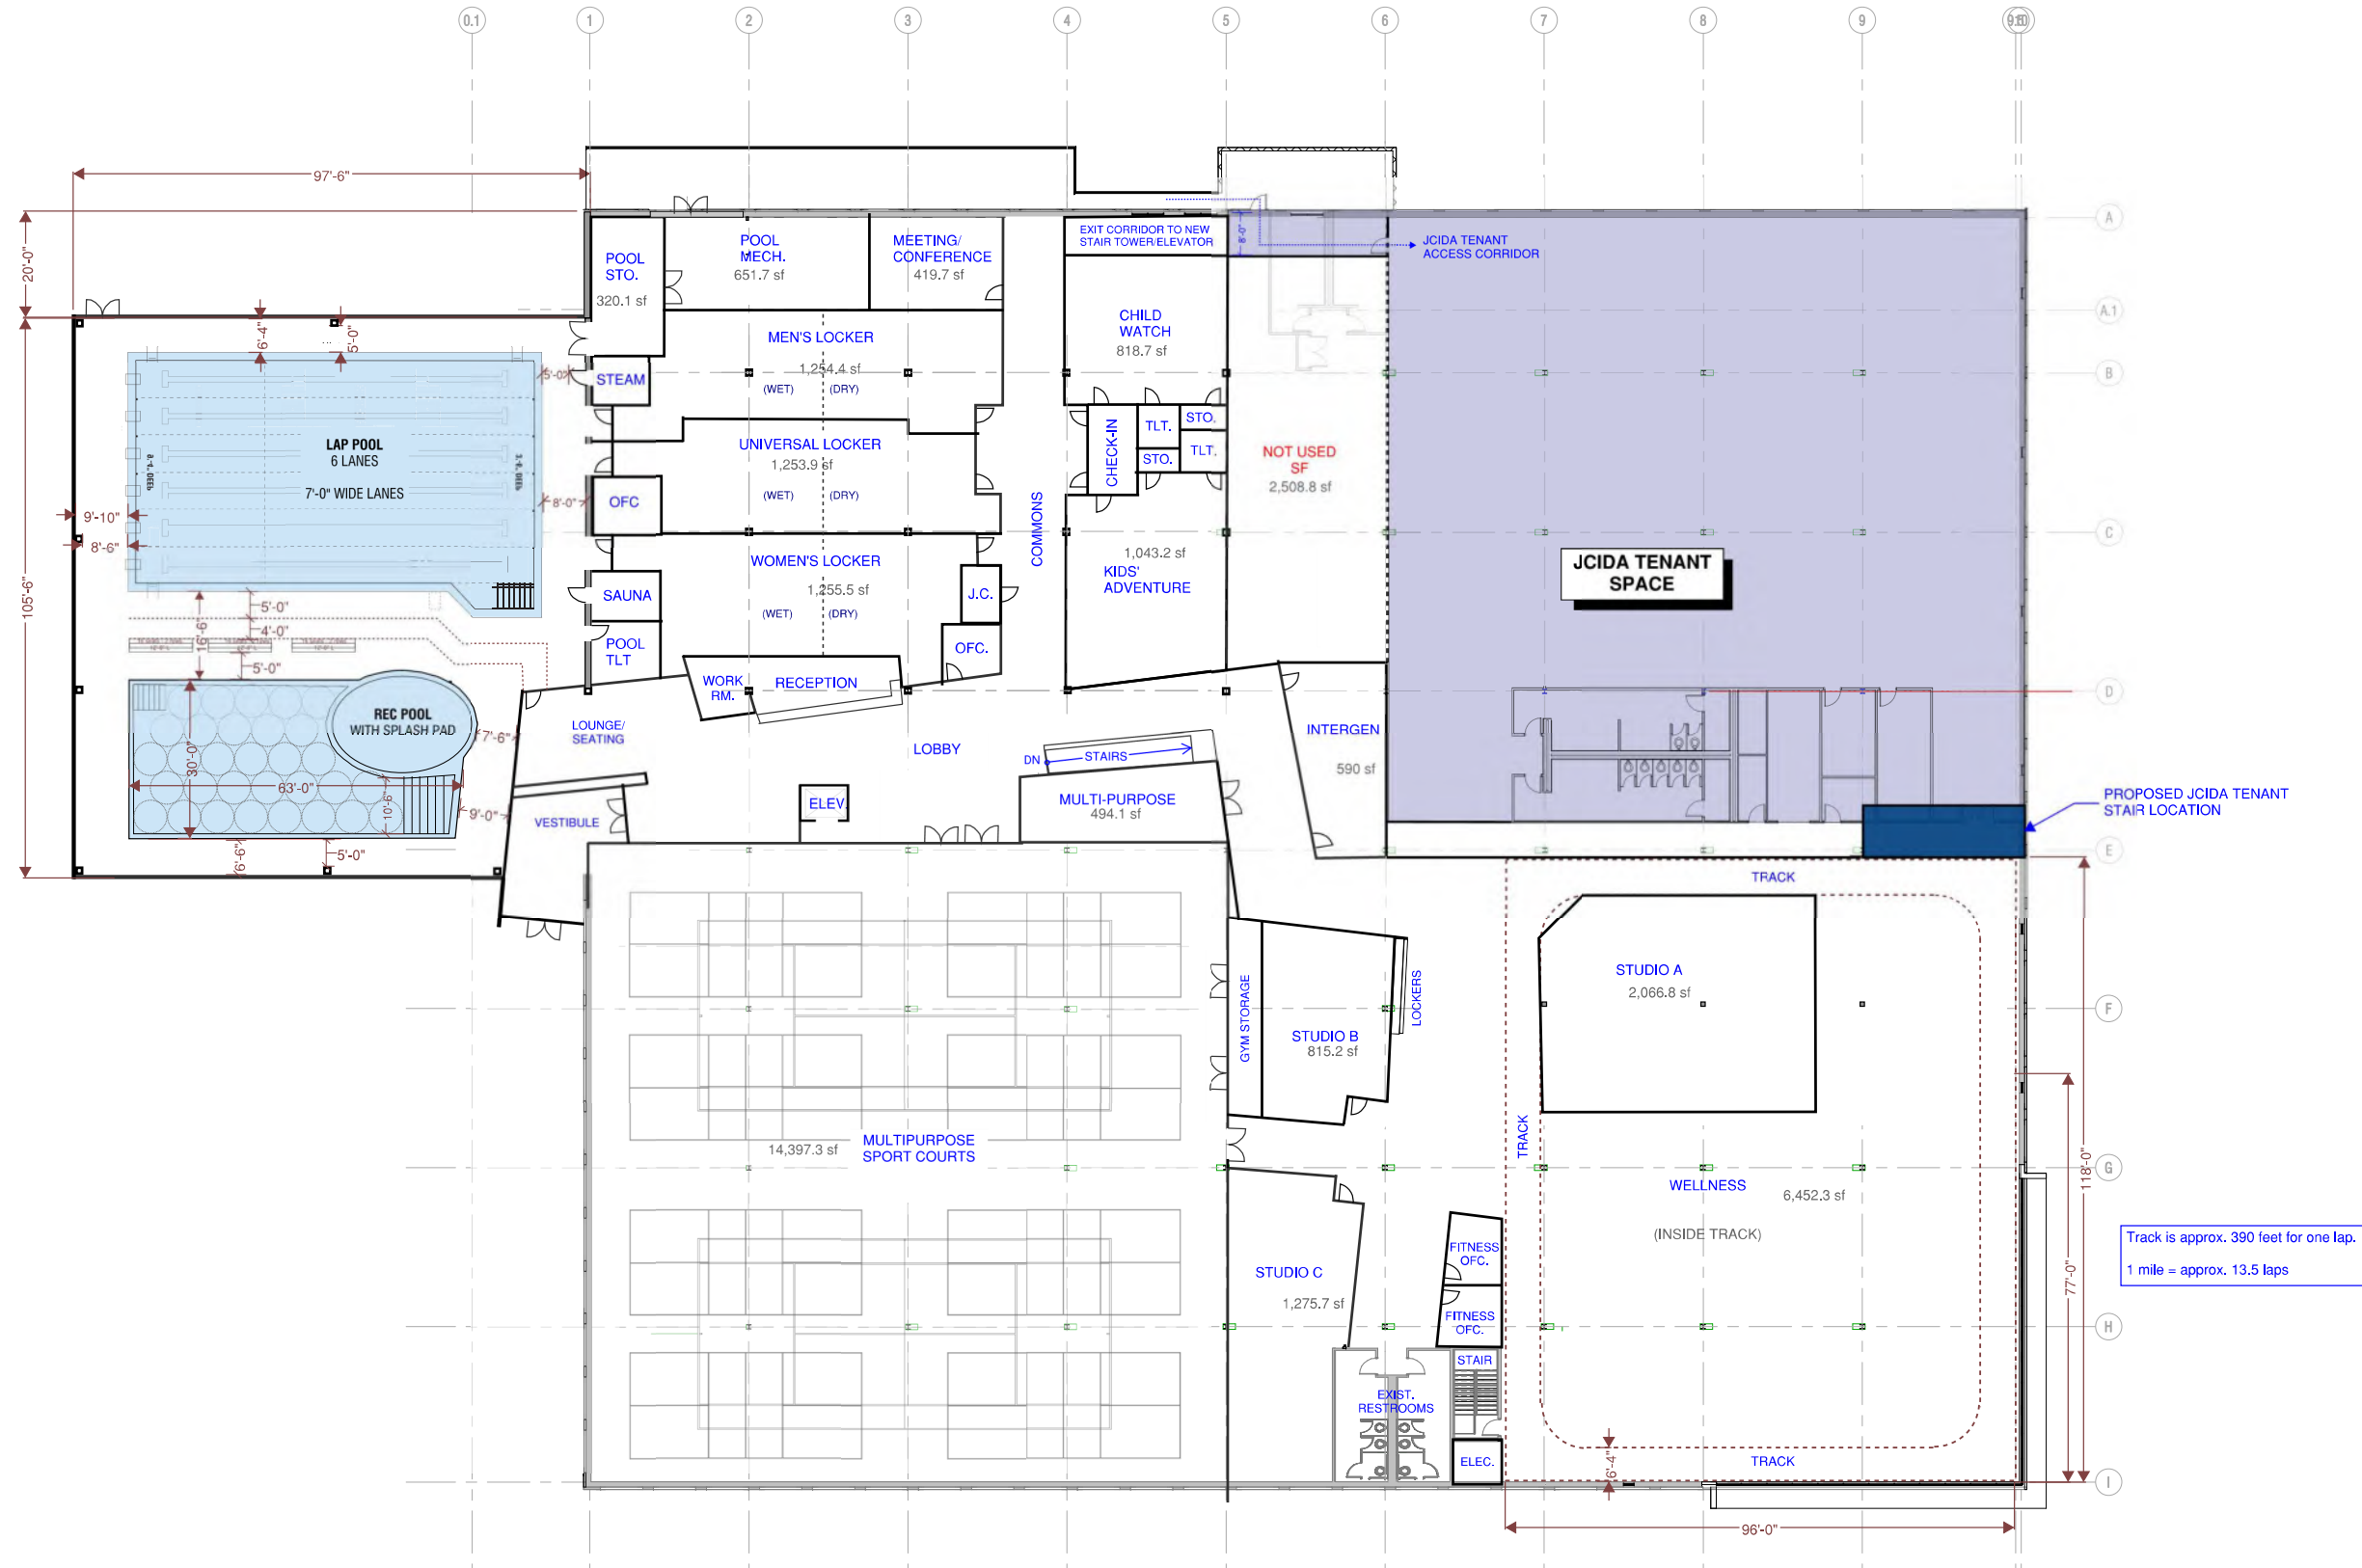 0.1
1
2
3
4
5
6
7
8
9
97'-6"
20'-0"
105'-6"
A
A.1
B
C
D
E
F
G
H
I
POOL
STO.
320.1 sf
POOL
MECH.
651.7 sf
MEETING/
CONFERENCE
419.7 sf
EXIT CORRIDOR TO NEW
STAIR TOWER/ELEVATOR
8'-0"
JCIDA TENANT
ACCESS CORRIDOR
6'-4"
5'-0"
MEN'S LOCKER
1,254.4 sf
(WET)
(DRY)
CHILD
WATCH
818.7 sf
STEAM
5'-0"
LAP POOL
6 LANES
7'-0" WIDE LANES
9'-10"
8'-6"
8'-0"
OFC
UNIVERSAL LOCKER
1,253.9 sf
(WET)
(DRY)
CHECK-IN
TLT.
STO.
STO.
TLT.
NOT USED
SF
2,508.8 sf
COMMONS
WOMEN'S LOCKER
1,255.5 sf
(WET)
(DRY)
1,043.2 sf
KIDS'
ADVENTURE
JCIDA TENANT
SPACE
SAUNA
J.C.
POOL
TLT
OFC.
16'-6"
5'-0"
4'-0"
5'-0"
WORK
RM.
RECEPTION
REC POOL
WITH SPLASH PAD
7'-6"
30'-0"
63'-0"
10'-6"
9'-0"
6'-6"
5'-0"
LOUNGE/
SEATING
LOBBY
DN
STAIRS
INTERGEN
590 sf
ELEV.
MULTI-PURPOSE
494.1 sf
VESTIBULE
PROPOSED JCIDA TENANT
STAIR LOCATION
TRACK
STUDIO A
2,066.8 sf
GYM STORAGE
LOCKERS
STUDIO B
815.2 sf
14,397.3 sf
MULTIPURPOSE
SPORT COURTS
TRACK
WELLNESS
6,452.3 sf
(INSIDE TRACK)
118'-0"
77'-0"
Track is approx. 390 feet for one lap.
1 mile = approx. 13.5 laps
FITNESS
OFC.
STUDIO C
1,275.7 sf
FITNESS
OFC.
STAIR
EXIST.
RESTROOMS
ELEC.
6'-4"
TRACK
96'-0"